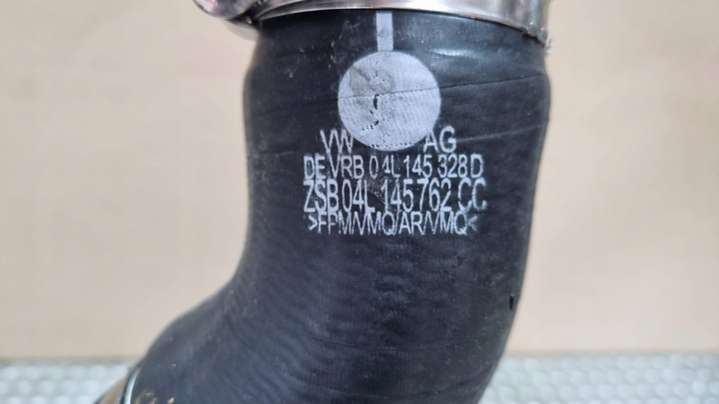 VW AG
DE VRB 04L 145 328 D
ZSB 04L 145 762 CC
>FPM/VMQ/AR/VMQ<